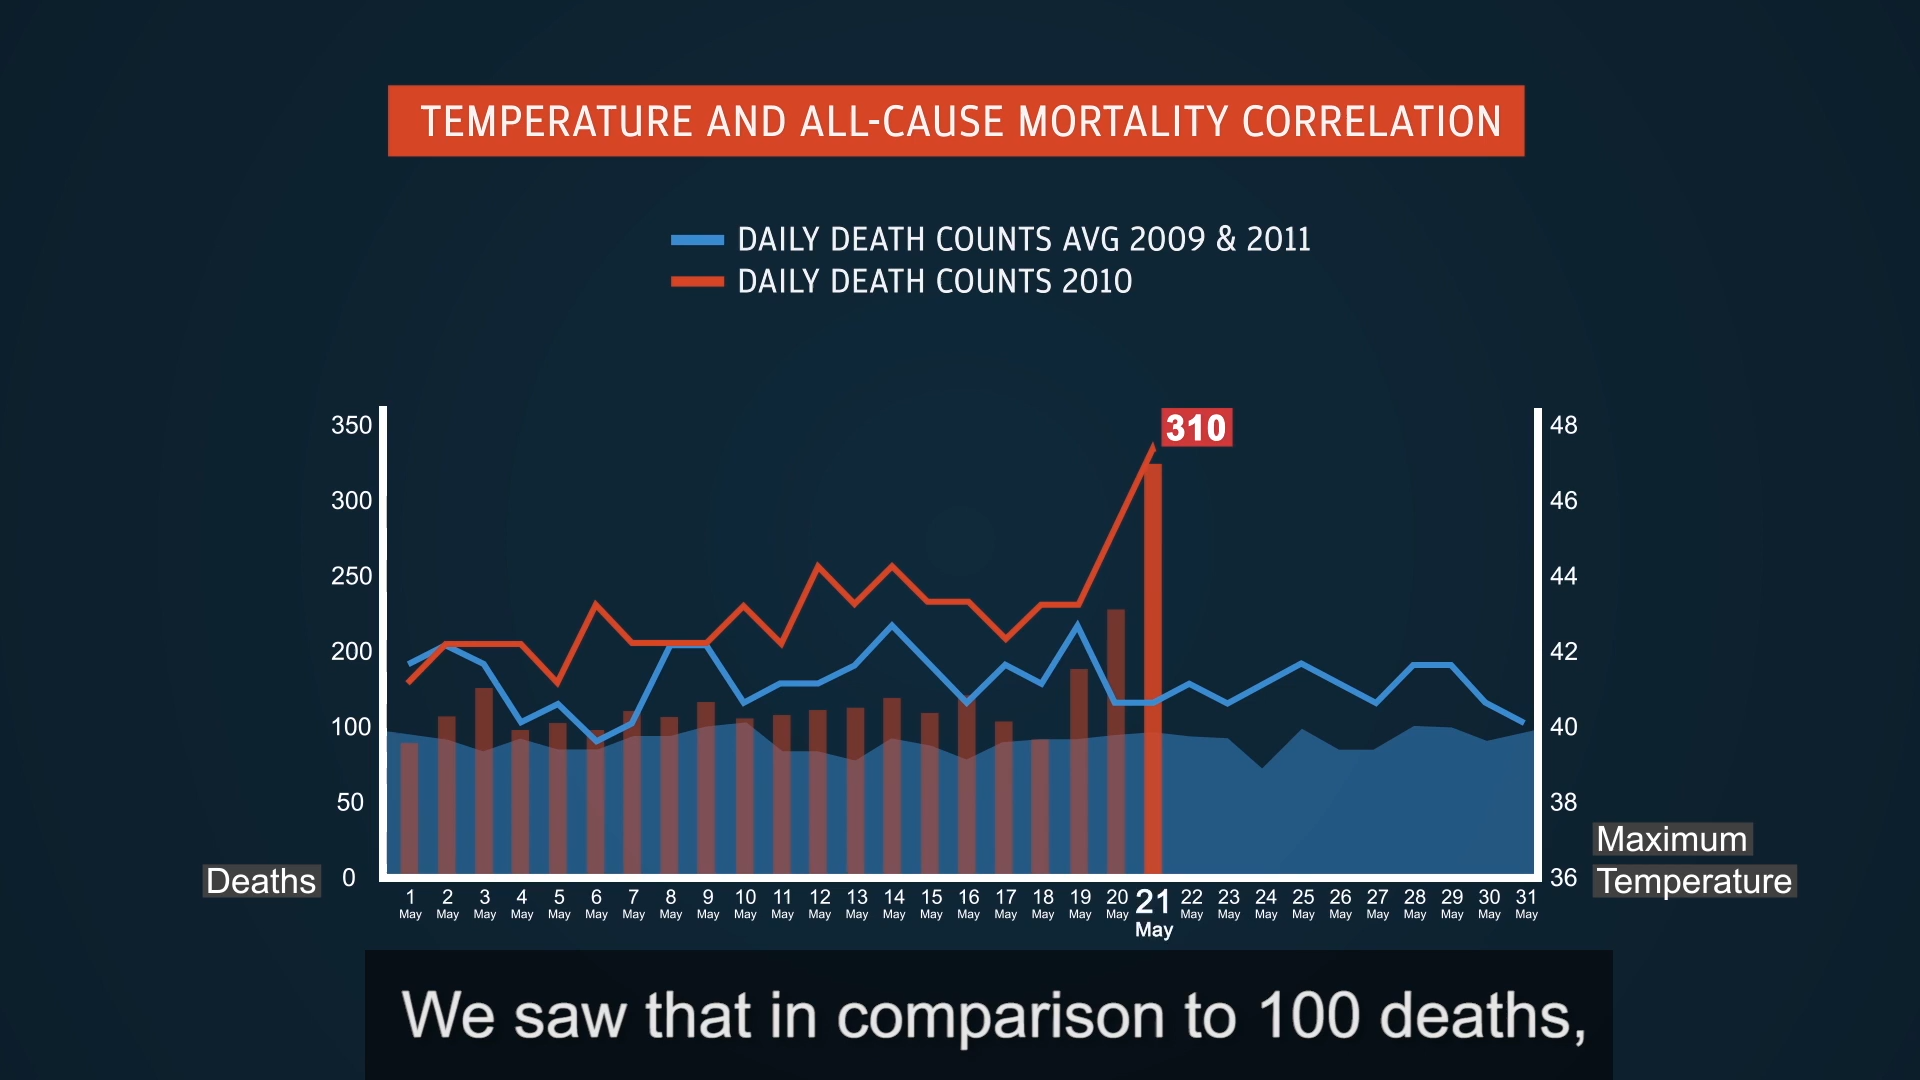 TEMPERATURE AND ALL-CAUSE MORTALITY CORRELATION
DAILY DEATH COUNTS AVG 2009 & 2011
DAILY DEATH COUNTS 2010
310
350
300
250
200
100
50
0
Deaths
48
46
44
42
40
38
36
Maximum
Temperature
1 2 3 4 5 6 7 8 9 10 11 12 13 14 15 16 17 18 19 20 21 22 23 24 25 26 27 28 29 30 31
May May May May May May May May May May May May May May May May May May May May May May May May May May May May May May May
We saw that in comparison to 100 deaths,